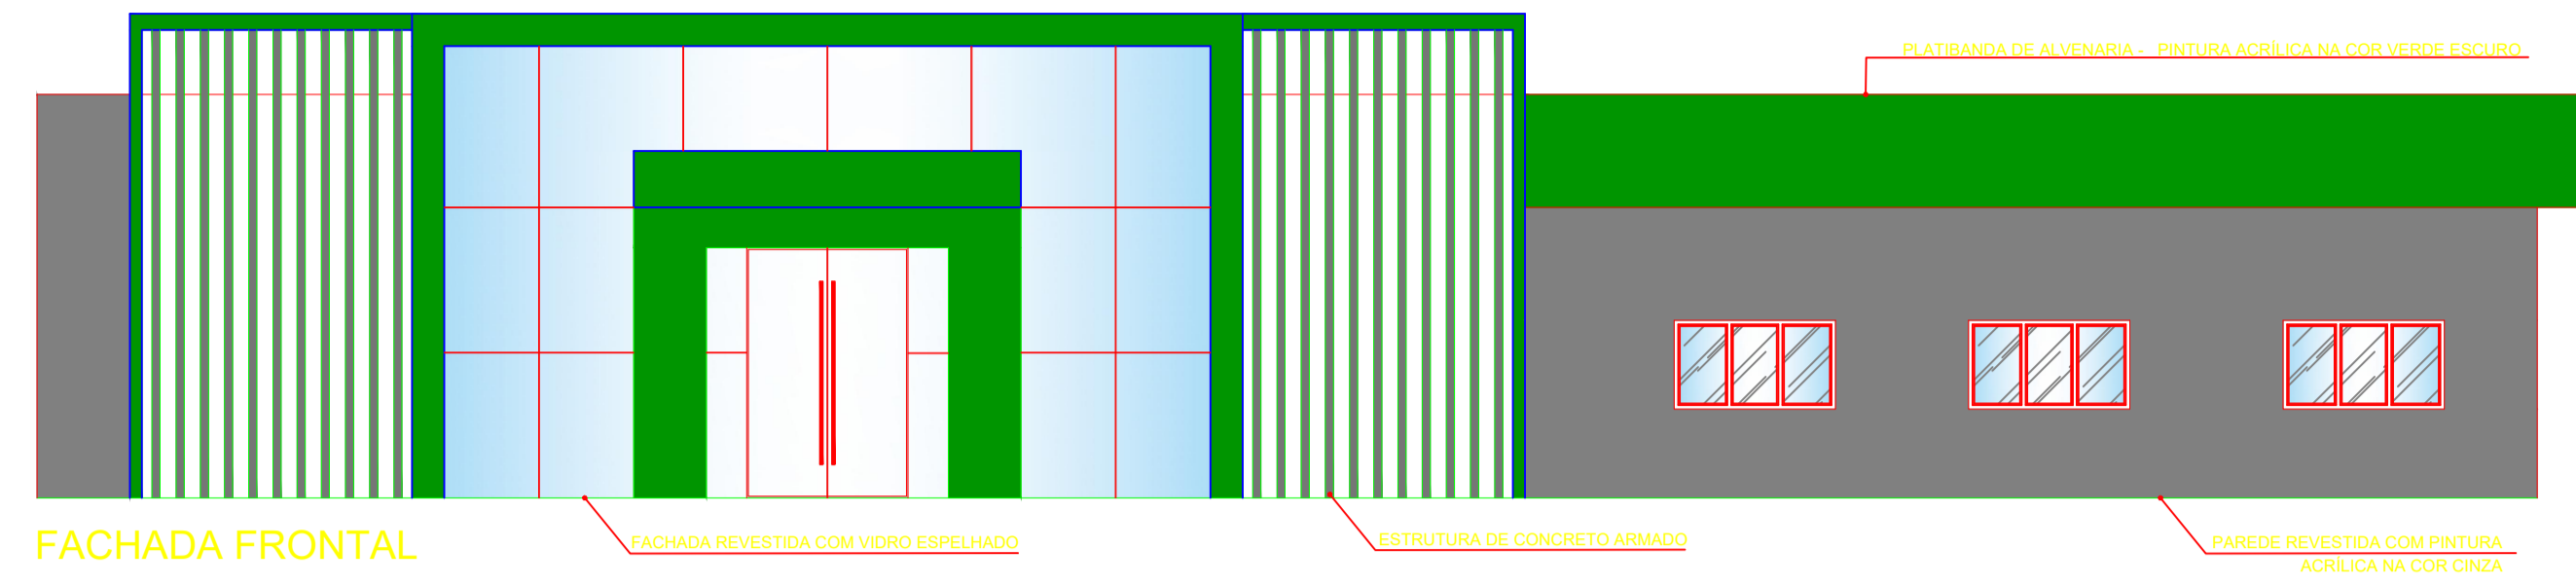 PLATIBANDA DE ALVENARIA - PINTURA ACRÍLICA NA COR VERDE ESCURO
FACHADA FRONTAL
FACHADA REVESTIDA COM VIDRO ESPELHADO
ESTRUTURA DE CONCRETO ARMADO
PAREDE REVESTIDA COM PINTURA
ACRÍLICA NA COR CINZA